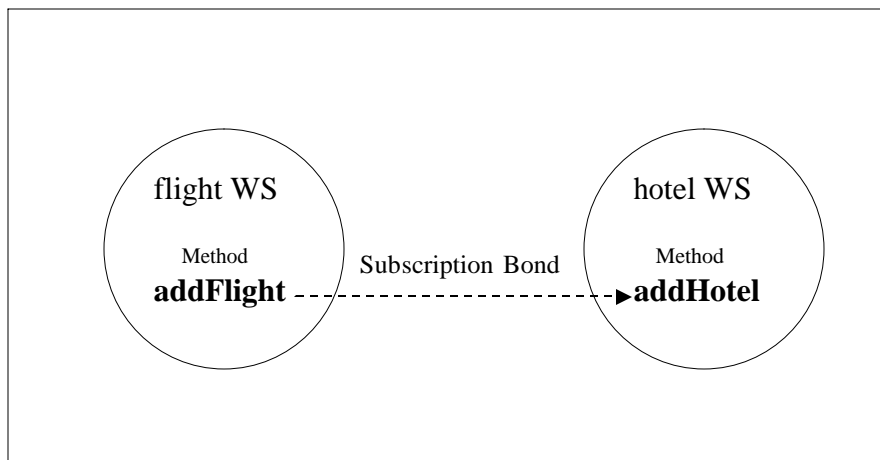 flight WS
Method
addFlight
Subscription Bond
hotel WS
Method
addHotel